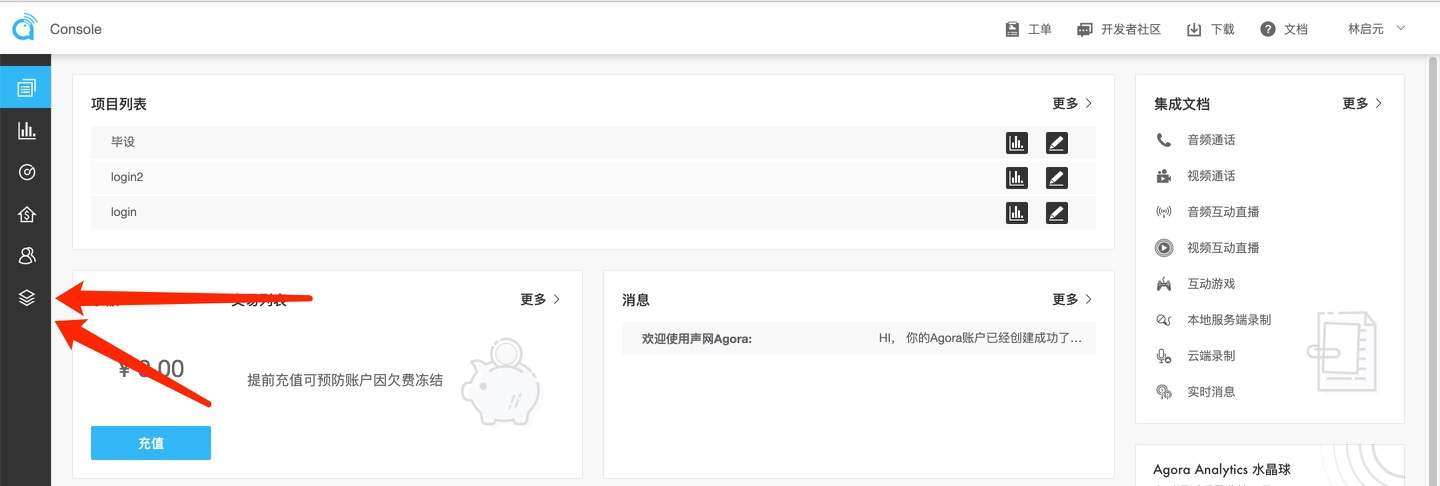 Console
工单
开发者社区
下载
文档
林启元
项目列表
更多
毕设
login2
login
集成文档
更多
音频通话
视频通话
音频互动直播
视频互动直播
互动游戏
本地服务端录制
云端录制
实时消息
交易列表
更多
提前充值可预防账户因欠费冻结
充值
消息
更多
欢迎使用声网Agora:
HI, 你的Agora账户已经创建成功了...
Agora Analytics 水晶球